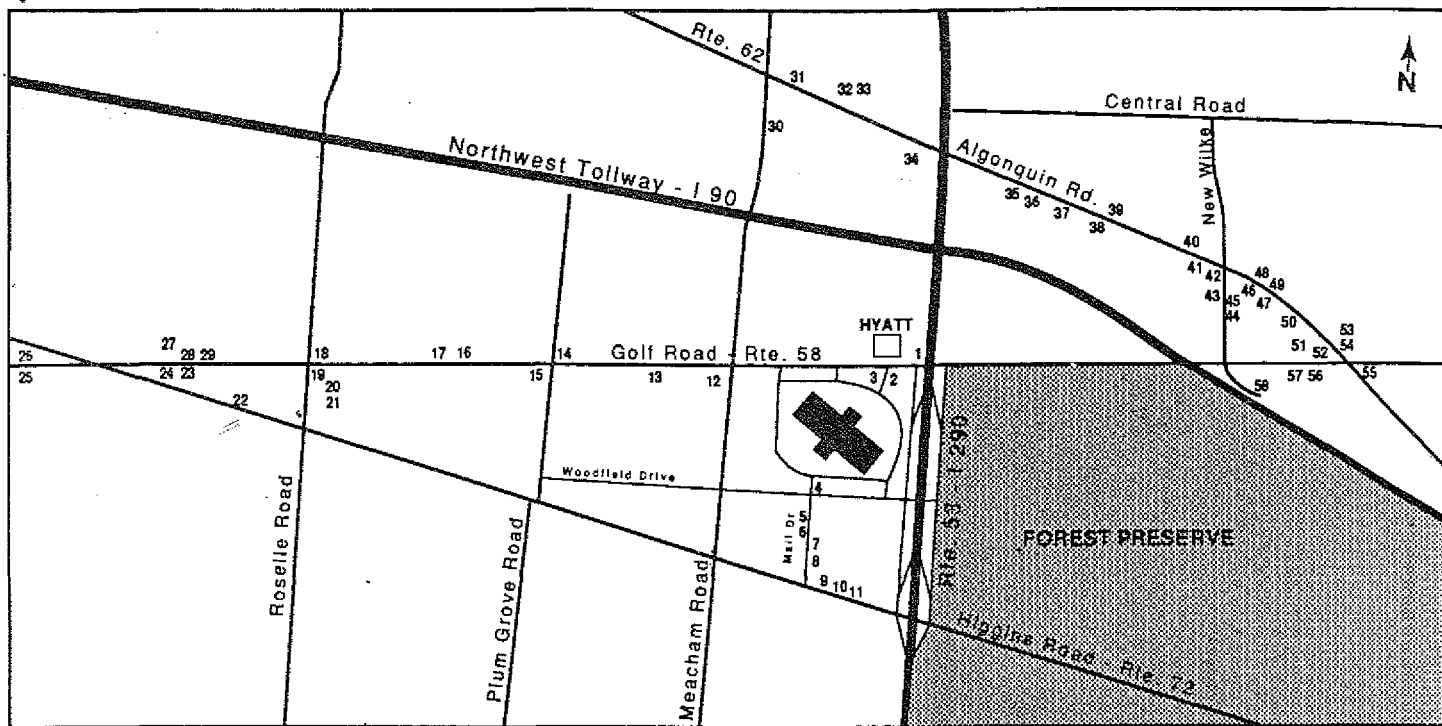 Rte. 62
31
32 33
30
34
N
Central Road
New Wilke
Algonquin Rd.
Northwest Tollway - I 90
35
36
37
38
39
40
41
42
43
45
44
46
47
48
49
50
51
52
53
54
55
57 56
58
HYATT
1
Golf Road - Rte. 58
25
25
27
28 29
24 23
22
18
19
20
21
17 16
14
15
13
12
3 2
Woodfield Drive
4
Mall Dr
5
6
7
8
9 10 11
Roselle Road
Plum Grove Road
Meacham Road
Rte. 53 - I 290
FOREST PRESERVE
Higgins Road - Rte. 72